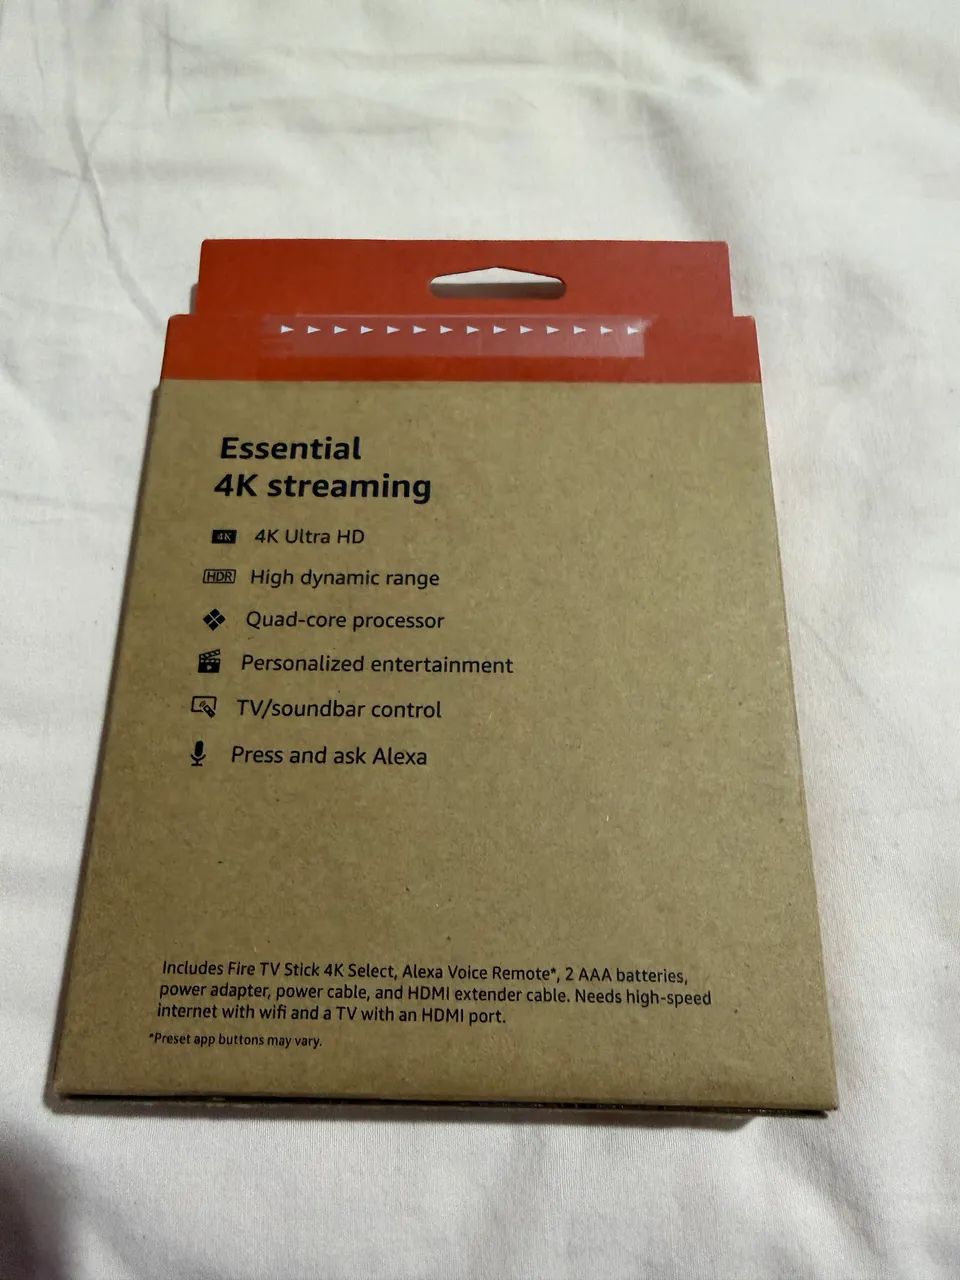 Essential
4K streaming
4K 4K Ultra HD
HDR High dynamic range
Quad-core processor
Personalized entertainment
TV/soundbar control
Press and ask Alexa
Includes Fire TV Stick 4K Select, Alexa Voice Remote*, 2 AAA batteries,
power adapter, power cable, and HDMI extender cable. Needs high-speed
internet with wifi and a TV with an HDMI port.
*Preset app buttons may vary.